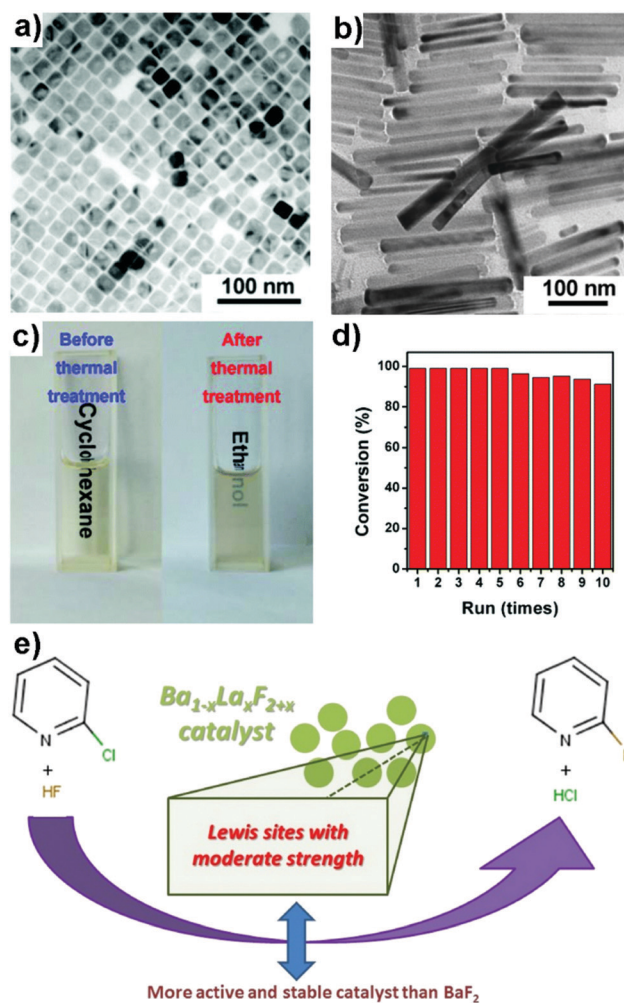 a)
100 nm
b)
100 nm
c)
Before
thermal
treatment
Cyclohexane
After
thermal
treatment
Ethanol
d)
Conversion (%)
100
80
60
40
20
0
1 2 3 4 5 6 7 8 9 10
Run (times)
e)
Ba₁₋ₓLaₓF₂₊ₓ
catalyst
N
Cl
+
HF
Lewis sites with
moderate strength
N
+
HCl
More active and stable catalyst than BaF₂